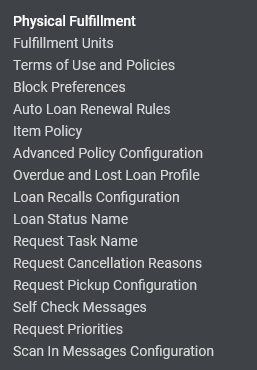 Physical Fulfillment
Fulfillment Units
Terms of Use and Policies
Block Preferences
Auto Loan Renewal Rules
Item Policy
Advanced Policy Configuration
Overdue and Lost Loan Profile
Loan Recalls Configuration
Loan Status Name
Request Task Name
Request Cancellation Reasons
Request Pickup Configuration
Self Check Messages
Request Priorities
Scan In Messages Configuration